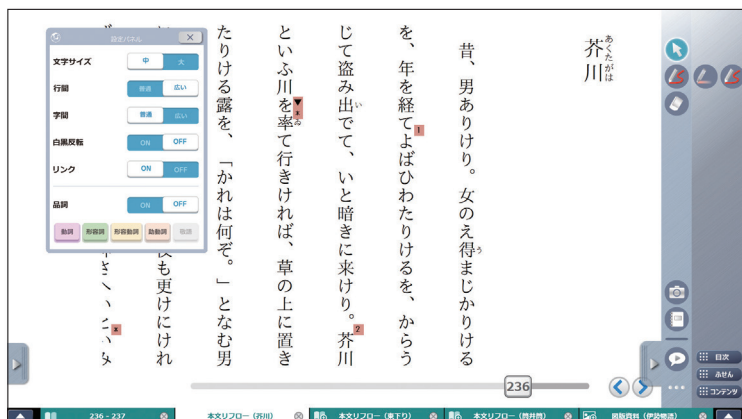 芥川
あくたがは
昔、男ありけり。女のえ得まじかりける
う
を、年を経てよばひわたりけるを、からう
1
じて盗み出でて、いと暗きに来けり。芥川
い
2
といふ川を率て行きければ、草の上に置き
ゐ
たりける露を、「かれは何ぞ。」となむ男
も更けにけれ
さへいといみ
設定パネル
文字サイズ 中 大
行間 普通 広い
字間 普通 広い
白黒反転 ON OFF
リンク ON OFF
品詞 ON OFF
動詞 形容詞 形容動詞 助動詞 助詞
236
目次
ふせん
コンテンツ
236 - 237
本文リフロー (芥川)
本文リフロー (東下り)
本文リフロー (筒井筒)
図版資料 (伊勢物語)